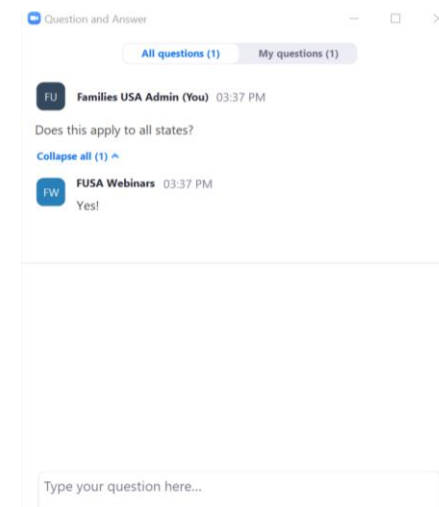 Question and Answer
All questions (1) My questions (1)
FU Families USA Admin (You) 03:37 PM
Does this apply to all states?
Collapse all (1)
FW FUSA Webinars 03:37 PM
Yes!
Type your question here...